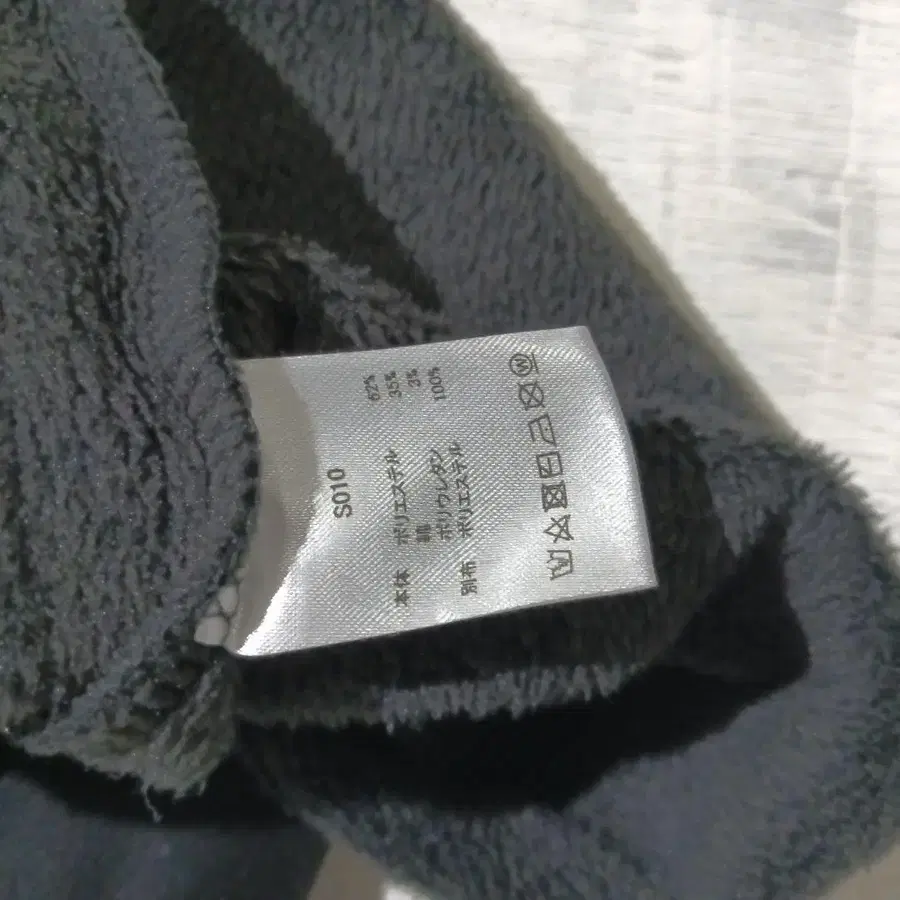 S010
本体 ポリエステル 62%
綿 35%
ポリウレタン 3%
別布 ポリエステル 100%